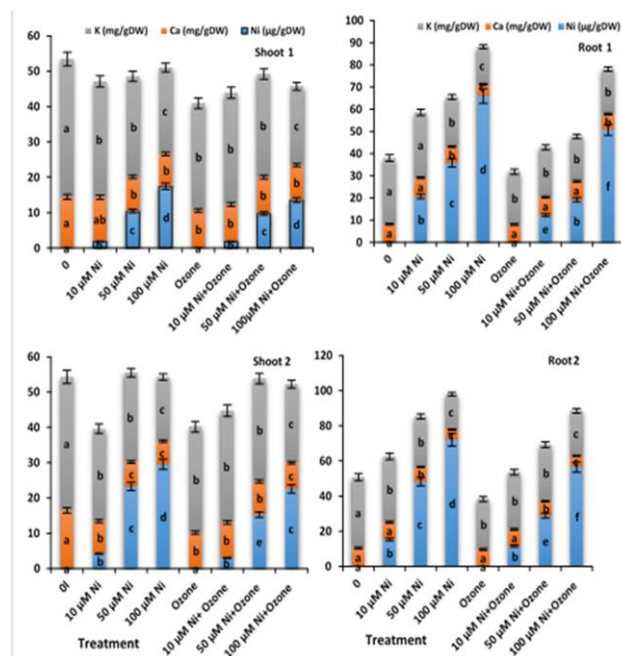 K (mg/gDW) Ca (mg/gDW) Ni (µg/gDW)
Shoot 1
60
50
40
30
20
10
0
a b b c b b b c
a ab b b b b b b
b c d b c d
0
10 µM Ni
50 µM Ni
100 µM Ni
Ozone
10 µM Ni+Ozone
50 µM Ni+Ozone
100µM Ni+Ozone
K (mg/gDW) Ca (mg/gDW) Ni (µg/gDW)
Root 1
100
90
80
70
60
50
40
30
20
10
0
a a b c b b b c
a a b c a a a b
b c d e b f
0
10 µM Ni
50 µM Ni
100 µM Ni
Ozone
10 µM Ni+Ozone
50 µM Ni+Ozone
100 µM Ni+Ozone
Shoot 2
60
50
40
30
20
10
0
a b b c b b b c
a b c c b b b c
b c d b e c
0l
10 µM Ni
50 µM Ni
100 µM Ni
Ozone
10 µM Ni+ Ozone
50 µM Ni+Ozone
100 µM Ni+Ozone
Treatment
Root2
120
100
80
60
40
20
0
a b b c b b b c
a a b c a a b
b c d b e f
0
10 µM Ni
50 µM Ni
100 µM Ni
Ozone
10 µM Ni+Ozone
50 µM Ni+Ozone
100 µM Ni+Ozone
Treatment